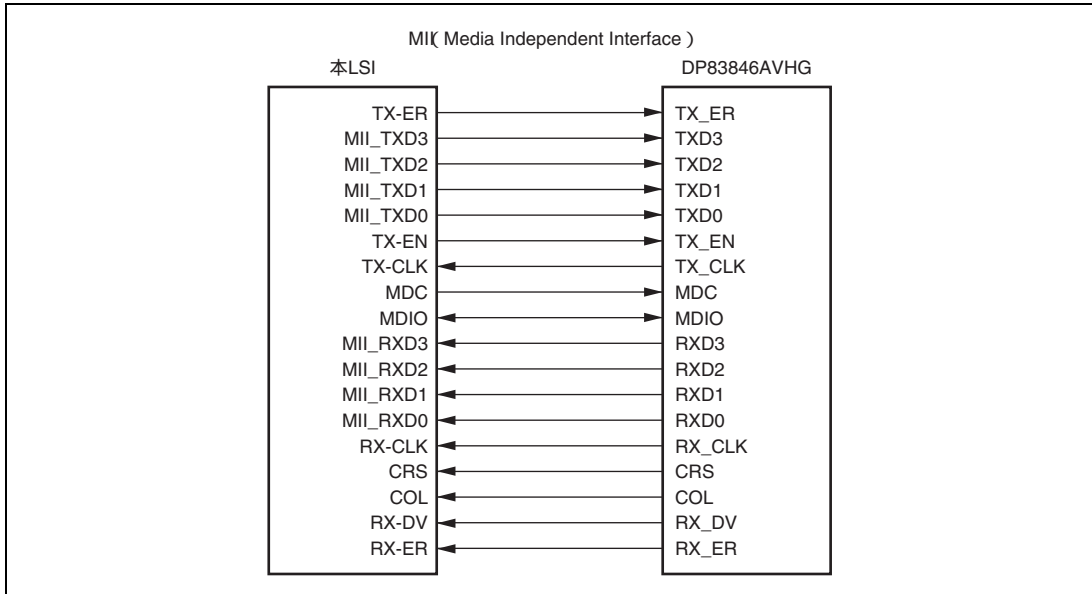 MII( Media Independent Interface )
本LSI DP83846AVHG
TX-ER TX_ER
MII_TXD3 TXD3
MII_TXD2 TXD2
MII_TXD1 TXD1
MII_TXD0 TXD0
TX-EN TX_EN
TX-CLK TX_CLK
MDC MDC
MDIO MDIO
MII_RXD3 RXD3
MII_RXD2 RXD2
MII_RXD1 RXD1
MII_RXD0 RXD0
RX-CLK RX_CLK
CRS CRS
COL COL
RX-DV RX_DV
RX-ER RX_ER